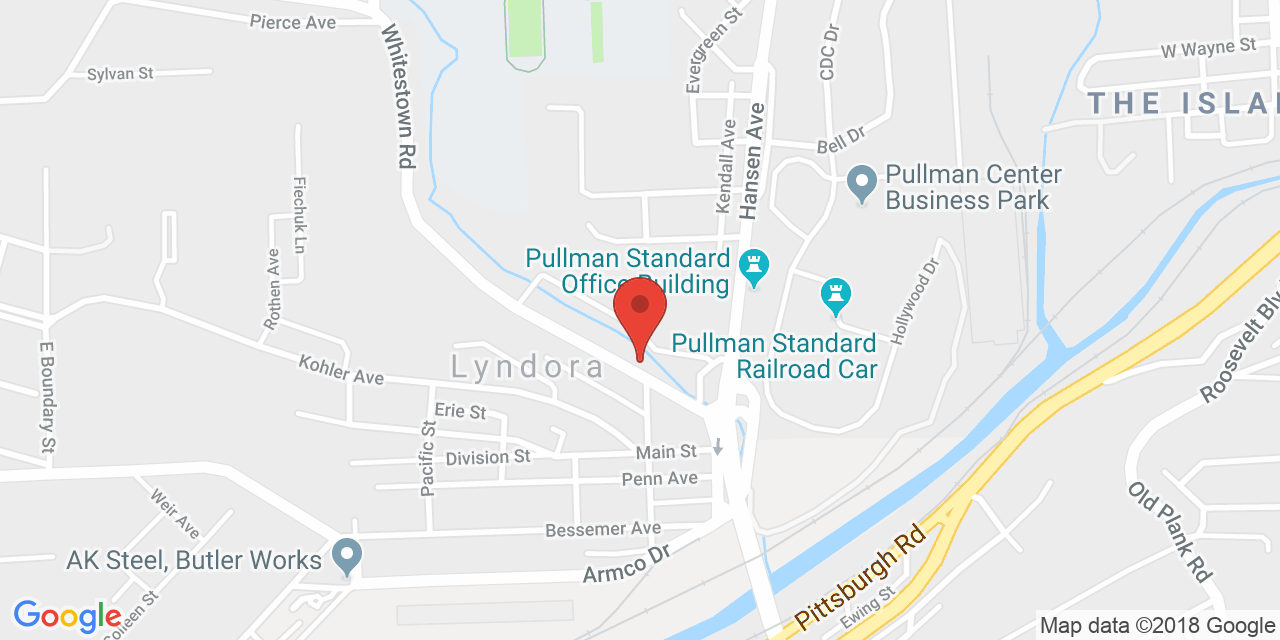 Pierce Ave
Sylvan St
Whitestown Rd
Evergreen St
CDC Dr
W Wayne St
THE ISLA
Hansen Ave
Kendall Ave
Bell Dr
Pullman Center
Business Park
Fiechuk Ln
Rothen Ave
Pullman Standard
Office Building
Hollywood Dr
Pullman Standard
Railroad Car
Roosevelt Blv
E Boundary St
Kohler Ave
Lyndora
Erie St
Pacific St
Division St
Main St
Penn Ave
Weir Ave
Bessemer Ave
Old Plank Rd
AK Steel, Butler Works
Armco Dr
Pittsburgh Rd
Ewing St
Colleen St
Google
Map data ©2018 Google